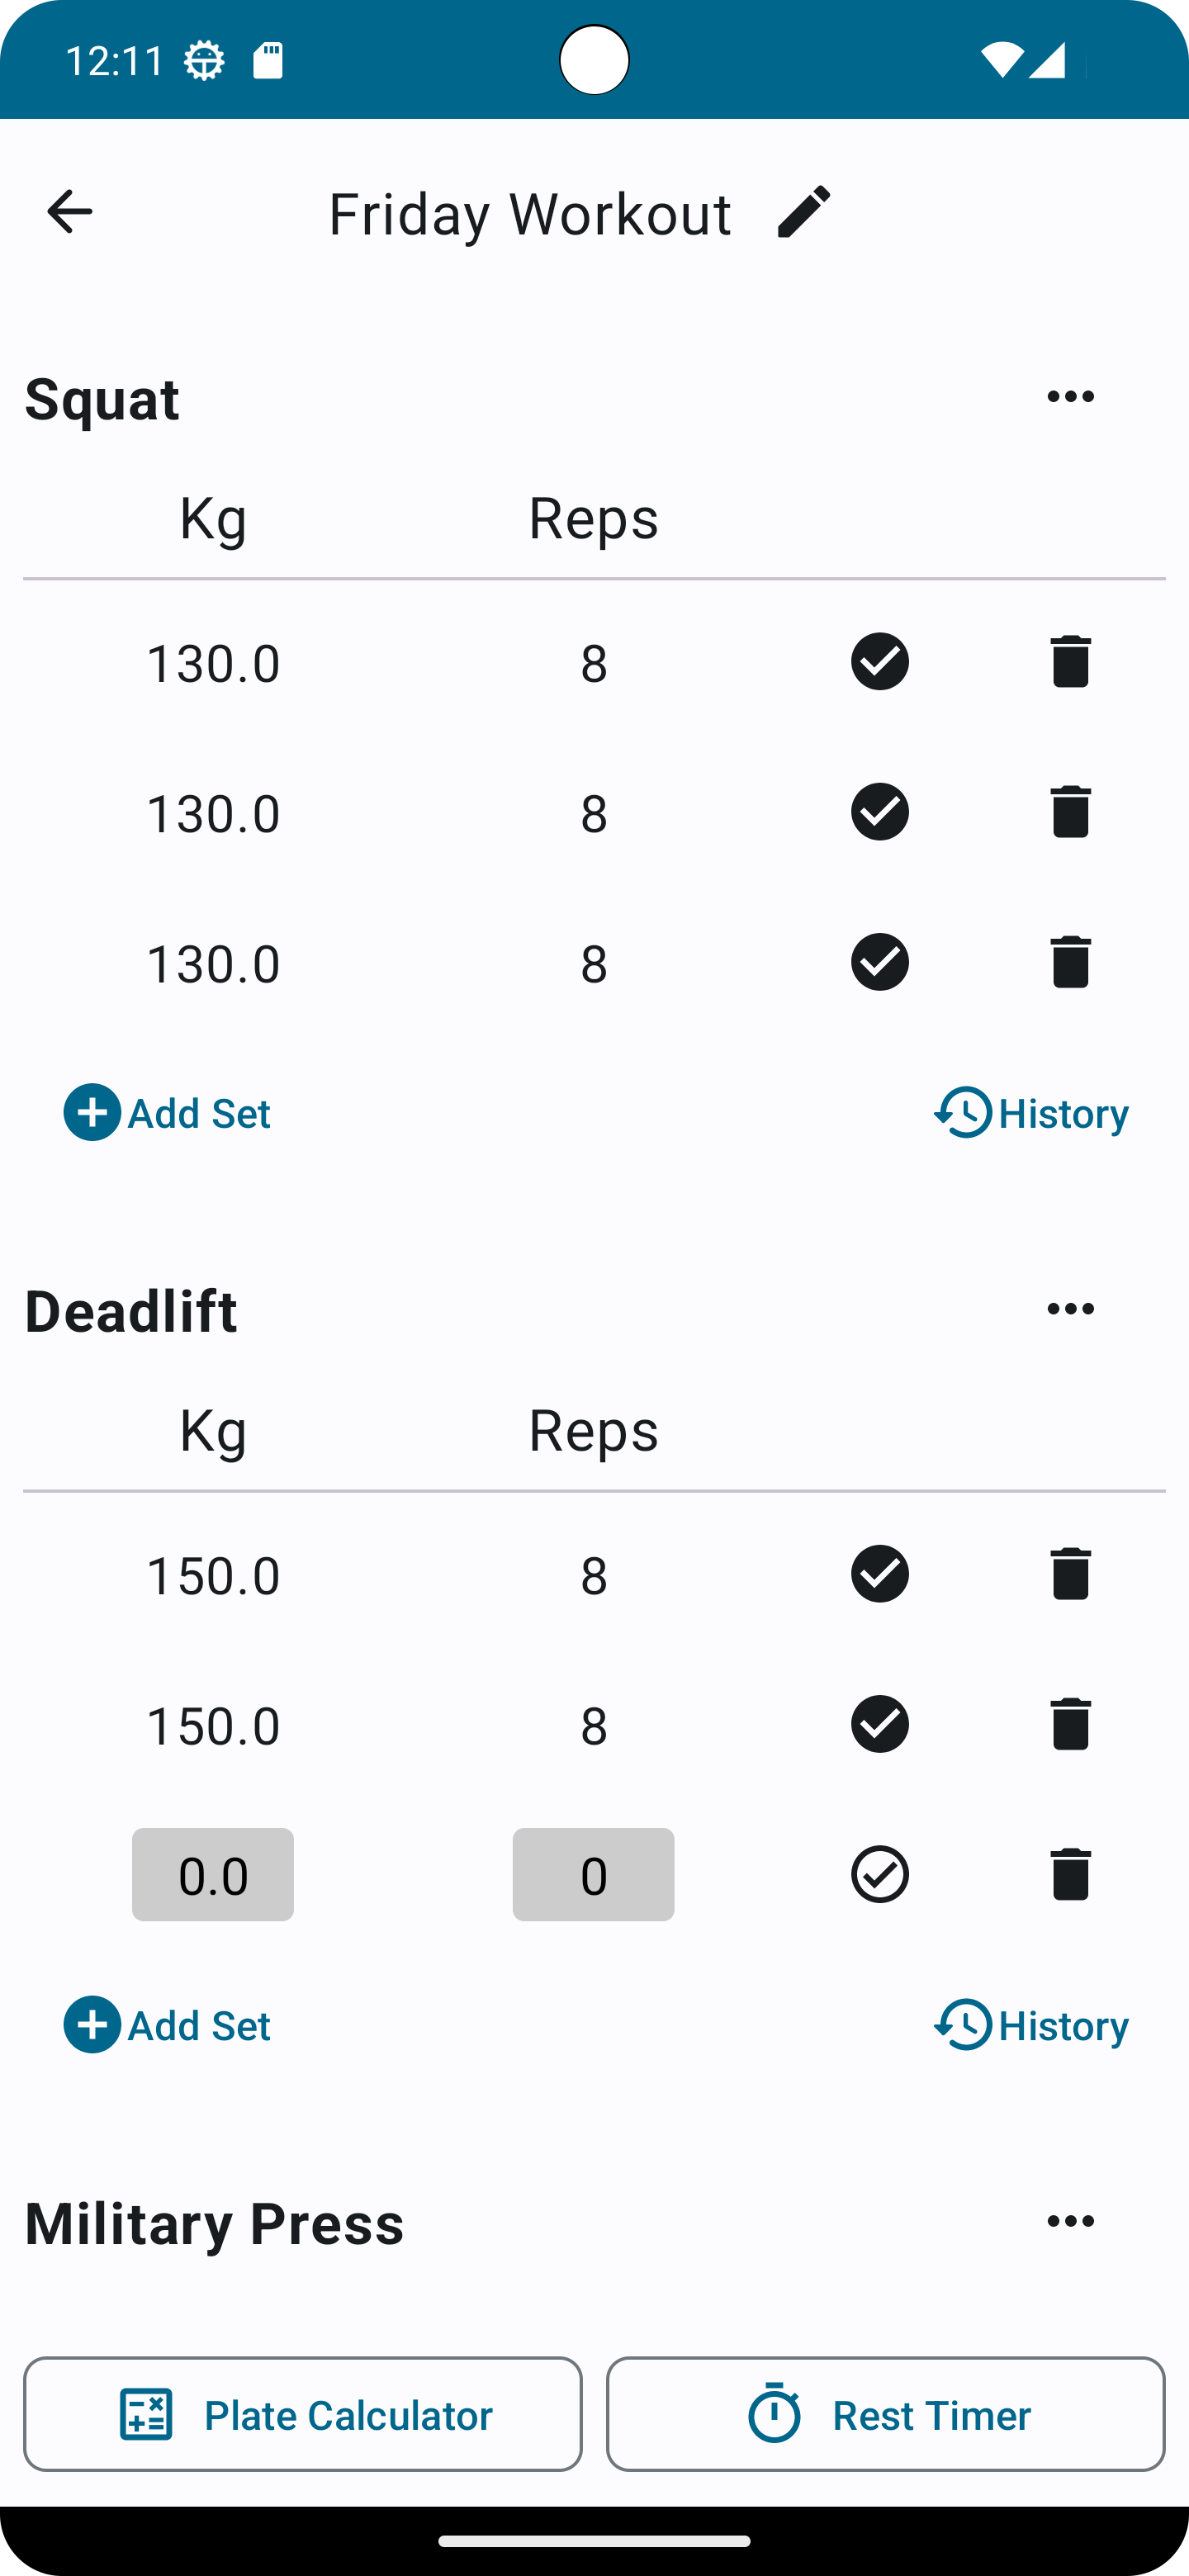 12:11
Friday Workout
Squat
Kg Reps
130.0 8
130.0 8
130.0 8
Add Set History
Deadlift
Kg Reps
150.0 8
150.0 8
0.0 0
Add Set History
Military Press
Plate Calculator Rest Timer